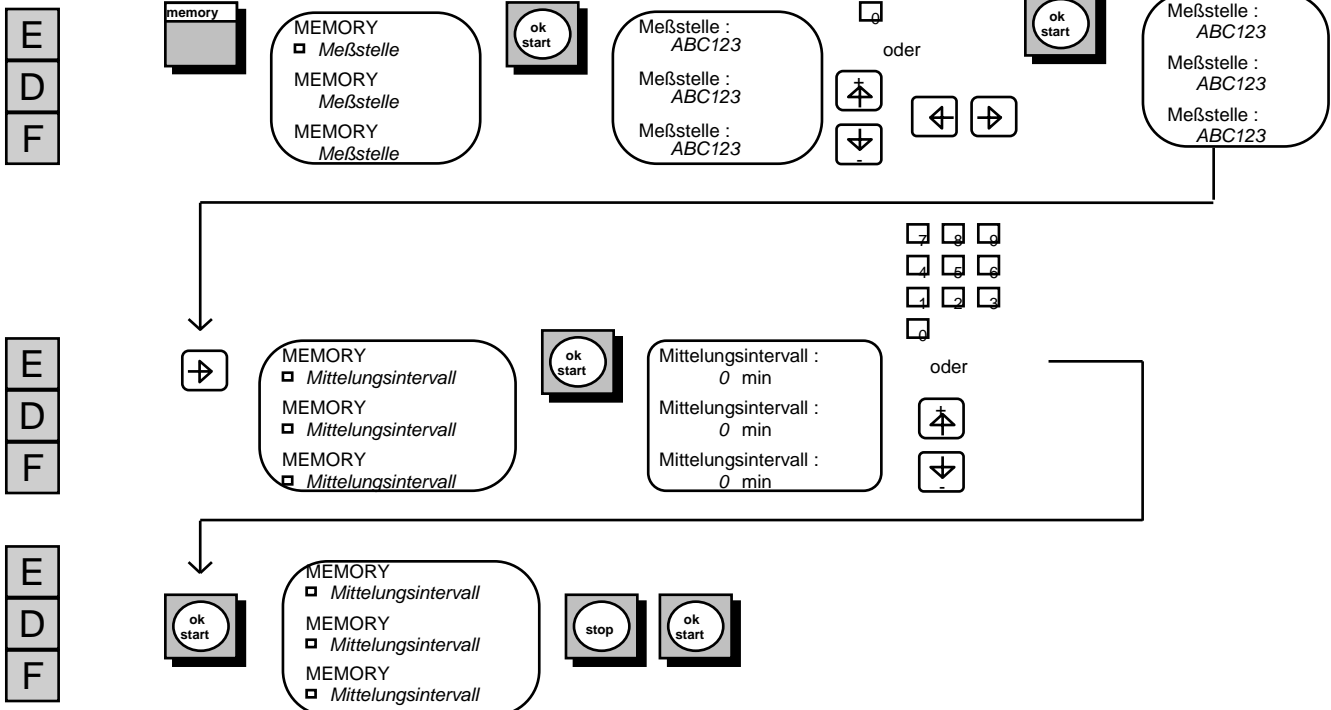 E
D
F
memory
MEMORY
Meßstelle
MEMORY
Meßstelle
MEMORY
Meßstelle
ok
start
Meßstelle :
ABC123
Meßstelle :
ABC123
Meßstelle :
ABC123
0
oder
+
-
ok
start
Meßstelle :
ABC123
Meßstelle :
ABC123
Meßstelle :
ABC123
E
D
F
MEMORY
Mittelungsintervall
MEMORY
Mittelungsintervall
MEMORY
Mittelungsintervall
ok
start
Mittelungsintervall :
0 min
Mittelungsintervall :
0 min
Mittelungsintervall :
0 min
7 8 9
4 5 6
1 2 3
0
oder
+
-
E
D
F
ok
start
MEMORY
Mittelungsintervall
MEMORY
Mittelungsintervall
MEMORY
Mittelungsintervall
stop
ok
start